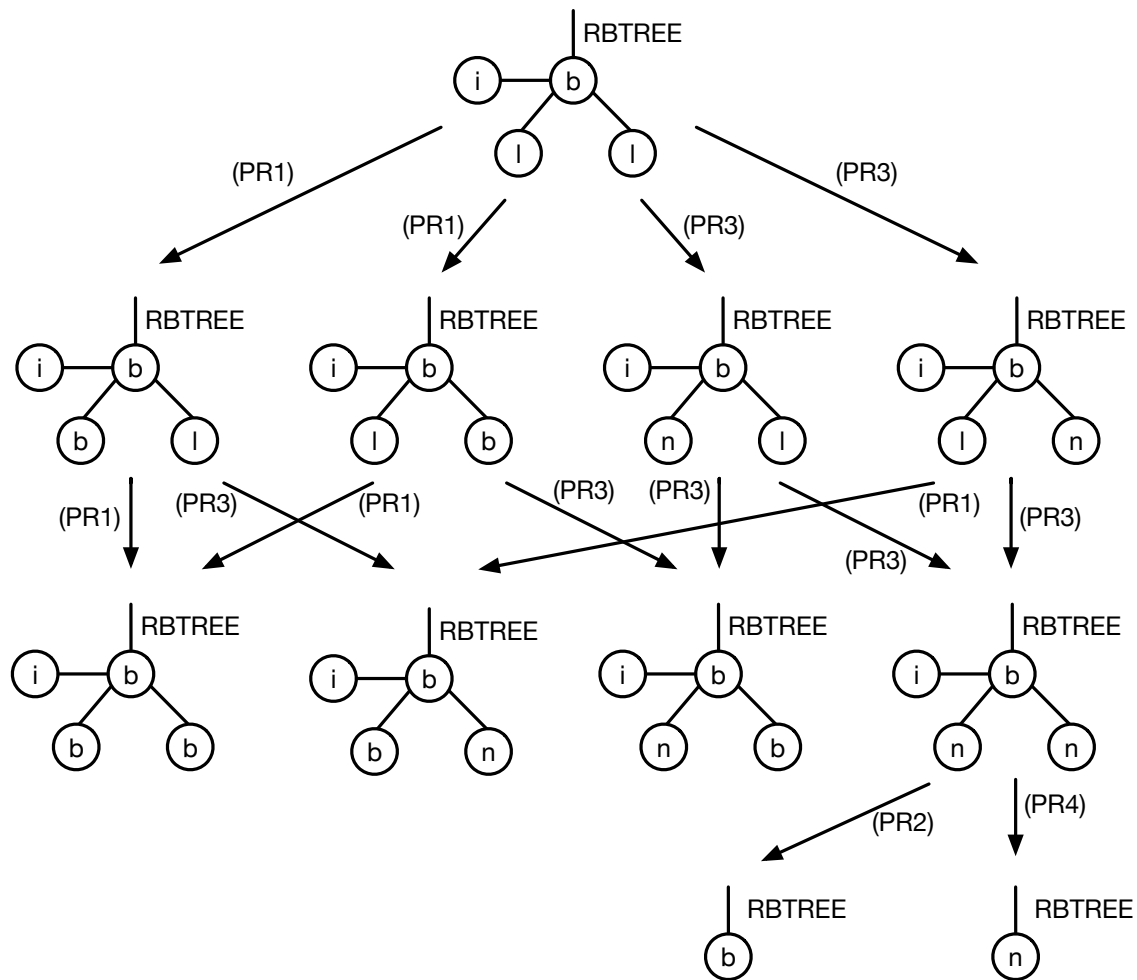 RBTREE
i b
l l
(PR1) (PR1) (PR3) (PR3)
RBTREE RBTREE RBTREE RBTREE
i b i b i b i b
b l l b n l l n
(PR1) (PR3) (PR1) (PR3) (PR3) (PR3) (PR1) (PR3)
RBTREE RBTREE RBTREE RBTREE
i b i b i b i b
b b b n n b n n
(PR2) (PR4)
RBTREE RBTREE
b n